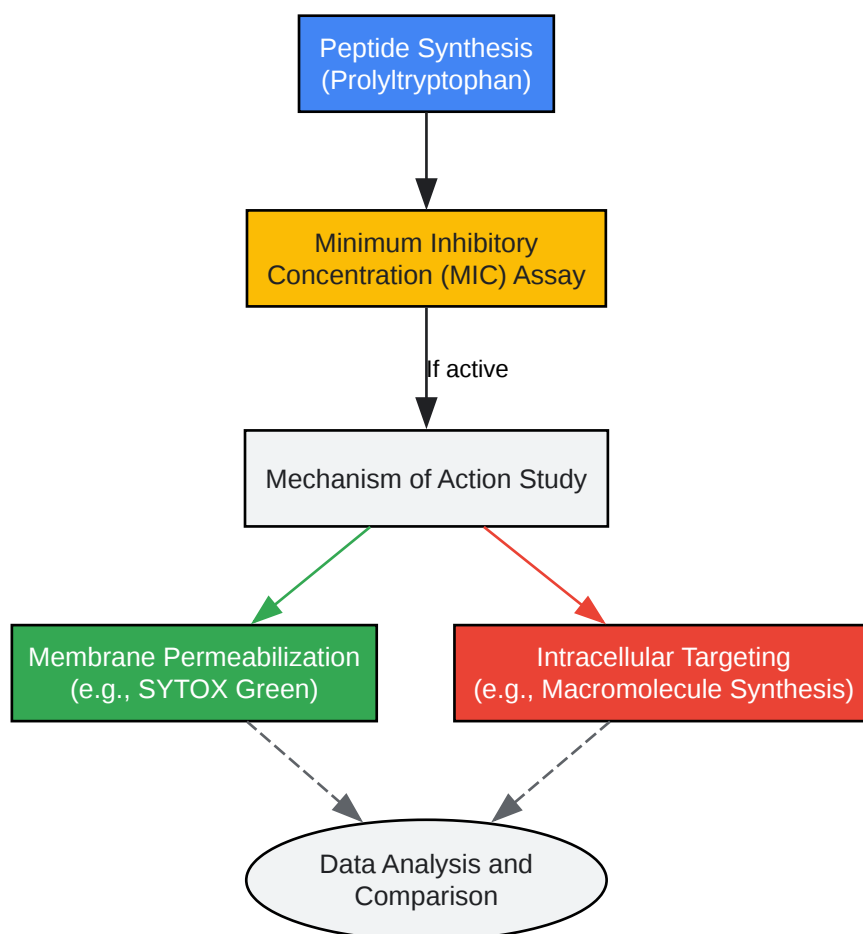 Peptide Synthesis
(Prolyltryptophan)
Minimum Inhibitory
Concentration (MIC) Assay
If active
Mechanism of Action Study
Membrane Permeabilization
(e.g., SYTOX Green)
Intracellular Targeting
(e.g., Macromolecule Synthesis)
Data Analysis and
Comparison